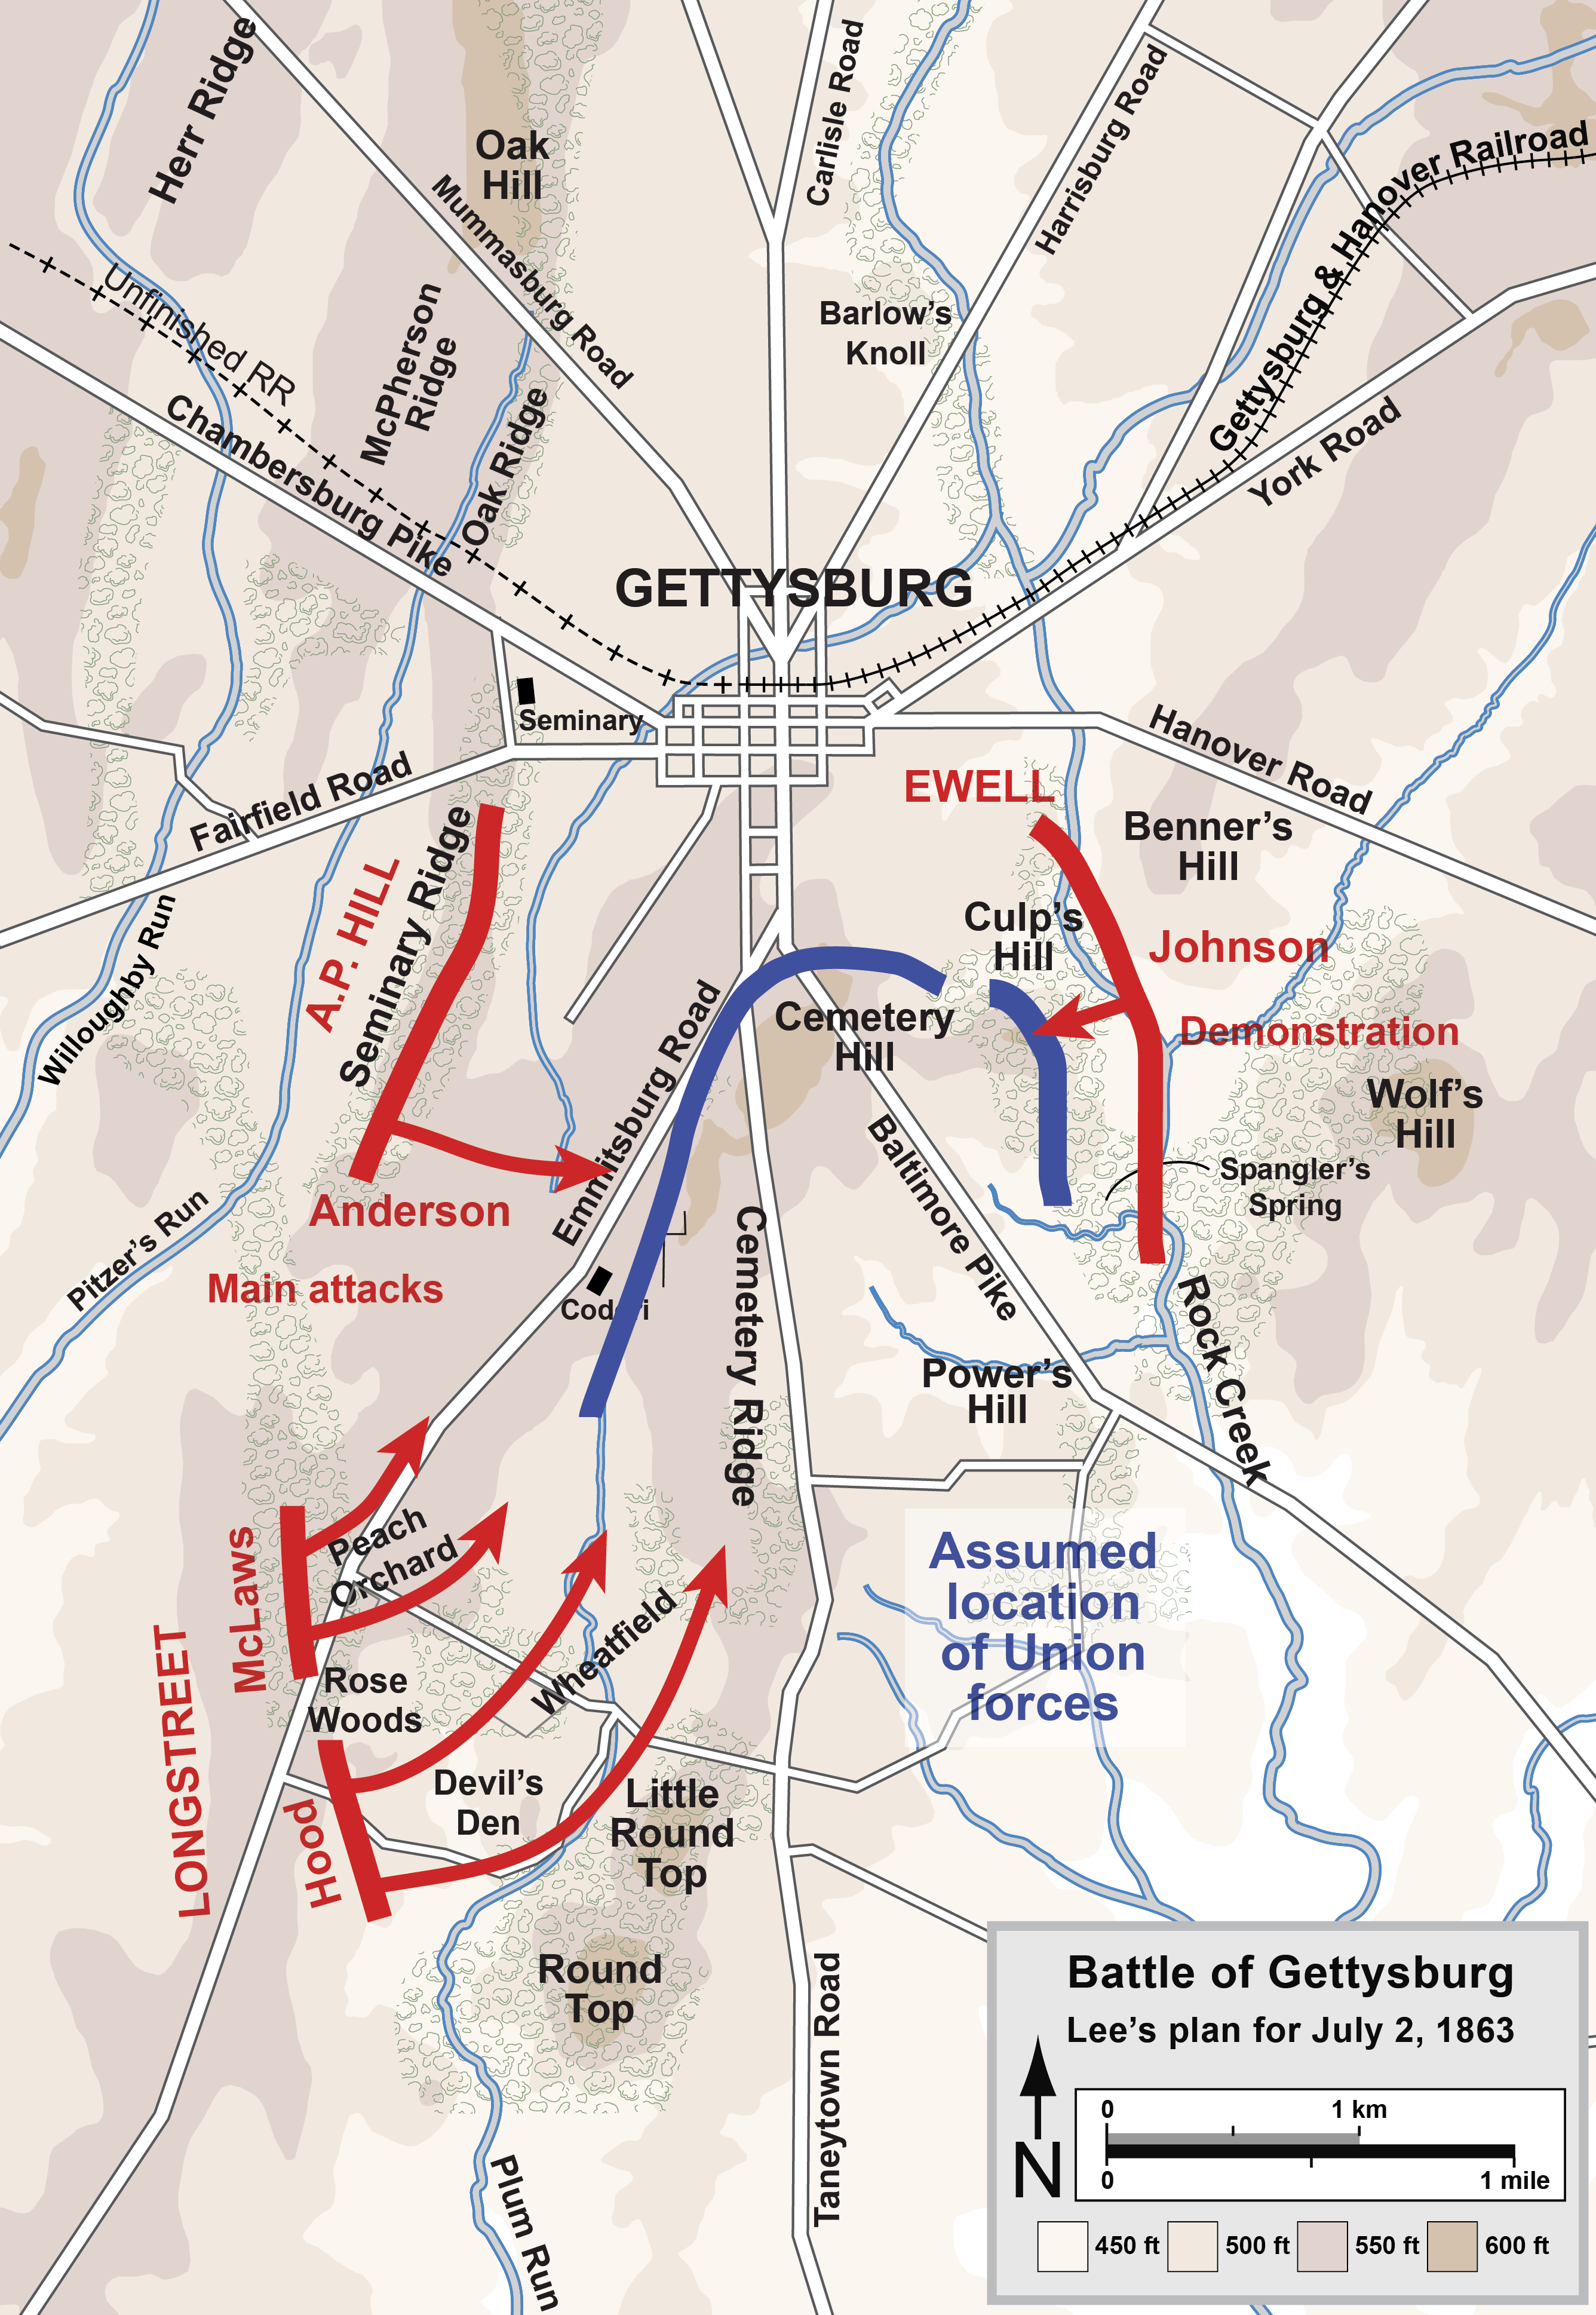 Herr Ridge
Oak
Hill
Carlisle Road
Harrisburg Road
Gettysburg & Hanover Railroad
Mummasburg Road
Unfinished RR
McPherson
Ridge
Barlow's
Knoll
Chambersburg Pike
Oak Ridge
York Road
GETTYSBURG
Seminary
Hanover Road
Fairfield Road
EWELL
Benner's
Hill
Seminary Ridge
A.P. HILL
Willoughby Run
Culp's
Hill
Johnson
Cemetery
Hill
Demonstration
Emmitsburg Road
Wolf's
Hill
Baltimore Pike
Spangler's
Spring
Anderson
Pitzer's Run
Main attacks
Codori
Cemetery Ridge
Rock Creek
Power's
Hill
Peach
Orchard
McLaws
Assumed
location
of Union
forces
Wheatfield
LONGSTREET
Rose
Woods
Hood
Devil's
Den
Little
Round
Top
Round
Top
Taneytown Road
Plum Run
Battle of Gettysburg
Lee's plan for July 2, 1863
N
0 1 km
0 1 mile
450 ft 500 ft 550 ft 600 ft